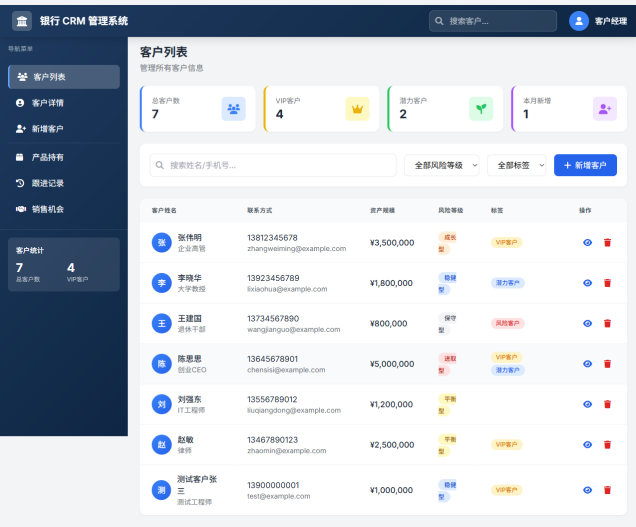 银行 CRM 管理系统
搜索客户...
客户经理
导航菜单
客户列表
客户详情
新增客户
产品持有
跟进记录
销售机会
客户统计
7 4
总客户数 VIP客户
客户列表
管理所有客户信息
总客户数
7
VIP客户
4
潜力客户
2
本月新增
1
搜索姓名/手机号...
全部风险等级
全部标签
+ 新增客户
客户姓名 联系方式 资产规模 风险等级 标签 操作
张 张伟明 13812345678 ¥3,500,000 成长型 VIP客户
企业高管 zhangweiming@example.com
李 李晓华 13923456789 ¥1,800,000 稳健型 潜力客户
大学教授 lixiaohua@example.com
王 王建国 13734567890 ¥800,000 保守型 风险客户
退休干部 wangjianguo@example.com
陈 陈思思 13645678901 ¥5,000,000 进取型 VIP客户
创业CEO chensisi@example.com 潜力客户
刘 刘强东 13556789012 ¥1,200,000 平衡型
IT工程师 liuqiangdong@example.com
赵 赵敏 13467890123 ¥2,500,000 平衡型 VIP客户
律师 zhaomin@example.com
测 测试客户张三 13900000001 ¥1,000,000 稳健型 VIP客户
测试工程师 test@example.com